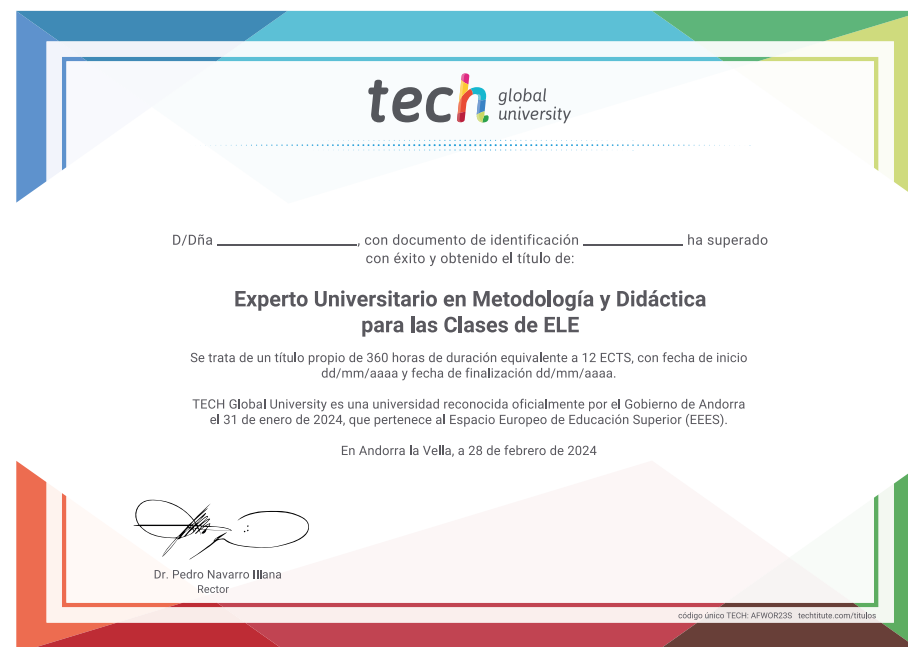 tech global university
D/Dña ____________________, con documento de identificación ______________ ha superado
con éxito y obtenido el título de:
Experto Universitario en Metodología y Didáctica
para las Clases de ELE
Se trata de un título propio de 360 horas de duración equivalente a 12 ECTS, con fecha de inicio
dd/mm/aaaa y fecha de finalización dd/mm/aaaa.
TECH Global University es una universidad reconocida oficialmente por el Gobierno de Andorra
el 31 de enero de 2024, que pertenece al Espacio Europeo de Educación Superior (EEES).
En Andorra la Vella, a 28 de febrero de 2024
Dr. Pedro Navarro Illana
Rector
código único TECH: AFWOR23S techtitute.com/titulos